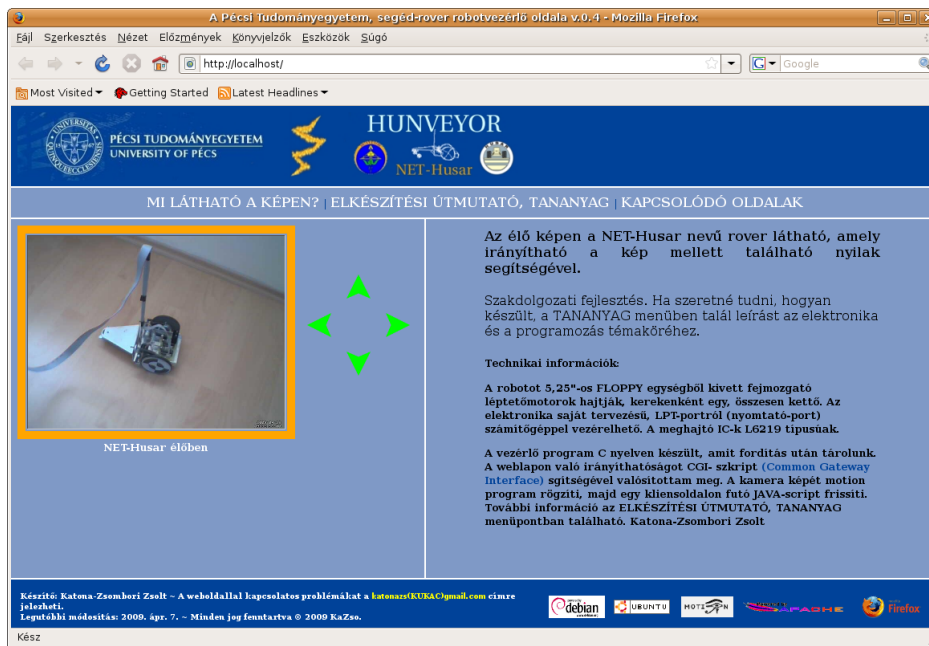 A Pécsi Tudományegyetem, segéd-rover robotvezérlő oldala v.0.4 - Mozilla Firefox
Fájl Szerkesztés Nézet Előzmények Könyvjelzők Eszközök Súgó
http://localhost/
Google
Most Visited Getting Started Latest Headlines
PÉCSI TUDOMÁNYEGYETEM
UNIVERSITY OF PÉCS
HUNVEYOR
NET-Husar
MI LÁTHATÓ A KÉPEN? | ELKÉSZÍTÉSI ÚTMUTATÓ, TANANYAG | KAPCSOLÓDÓ OLDALAK
NET-Husar élőben
Az élő képen a NET-Husar nevű rover látható, amely
irányítható a kép mellett található nyilak
segítségével.
Szakdolgozati fejlesztés. Ha szeretné tudni, hogyan
készült, a TANANYAG menüben talál leírást az elektronika
és a programozás témaköréhez.
Technikai információk:
A robotot 5,25"-os FLOPPY egységből kivett fejmozgató
léptetőmotorok hajtják, kerekenként egy, összesen kettő. Az
elektronika saját tervezésű, LPT-portról (nyomtató-port)
számítógéppel vezérelhető. A meghajtó IC-k L6219 típusúak.
A vezérlő program C nyelven készült, amit fordítás után tárolunk.
A weblapon való irányíthatóságot CGI- szkript (Common Gateway
Interface) sgítségével valósítottam meg. A kamera képét motion
program rögzíti, majd egy kliensoldalon futó JAVA-script frissíti.
További információ az ELKÉSZÍTÉSI ÚTMUTATÓ, TANANYAG
menüpontban található. Katona-Zsombori Zsolt
Készítő: Katona-Zsombori Zsolt ~ A weboldallal kapcsolatos problémákat a katonazs(KUKAC)gmail.com címre
jelezheti.
Legutóbbi módosítás: 2009. ápr. 7. ~ Minden jog fenntartva © 2009 KaZso.
debian UBUNTU MOTION APACHE Firefox
Kész